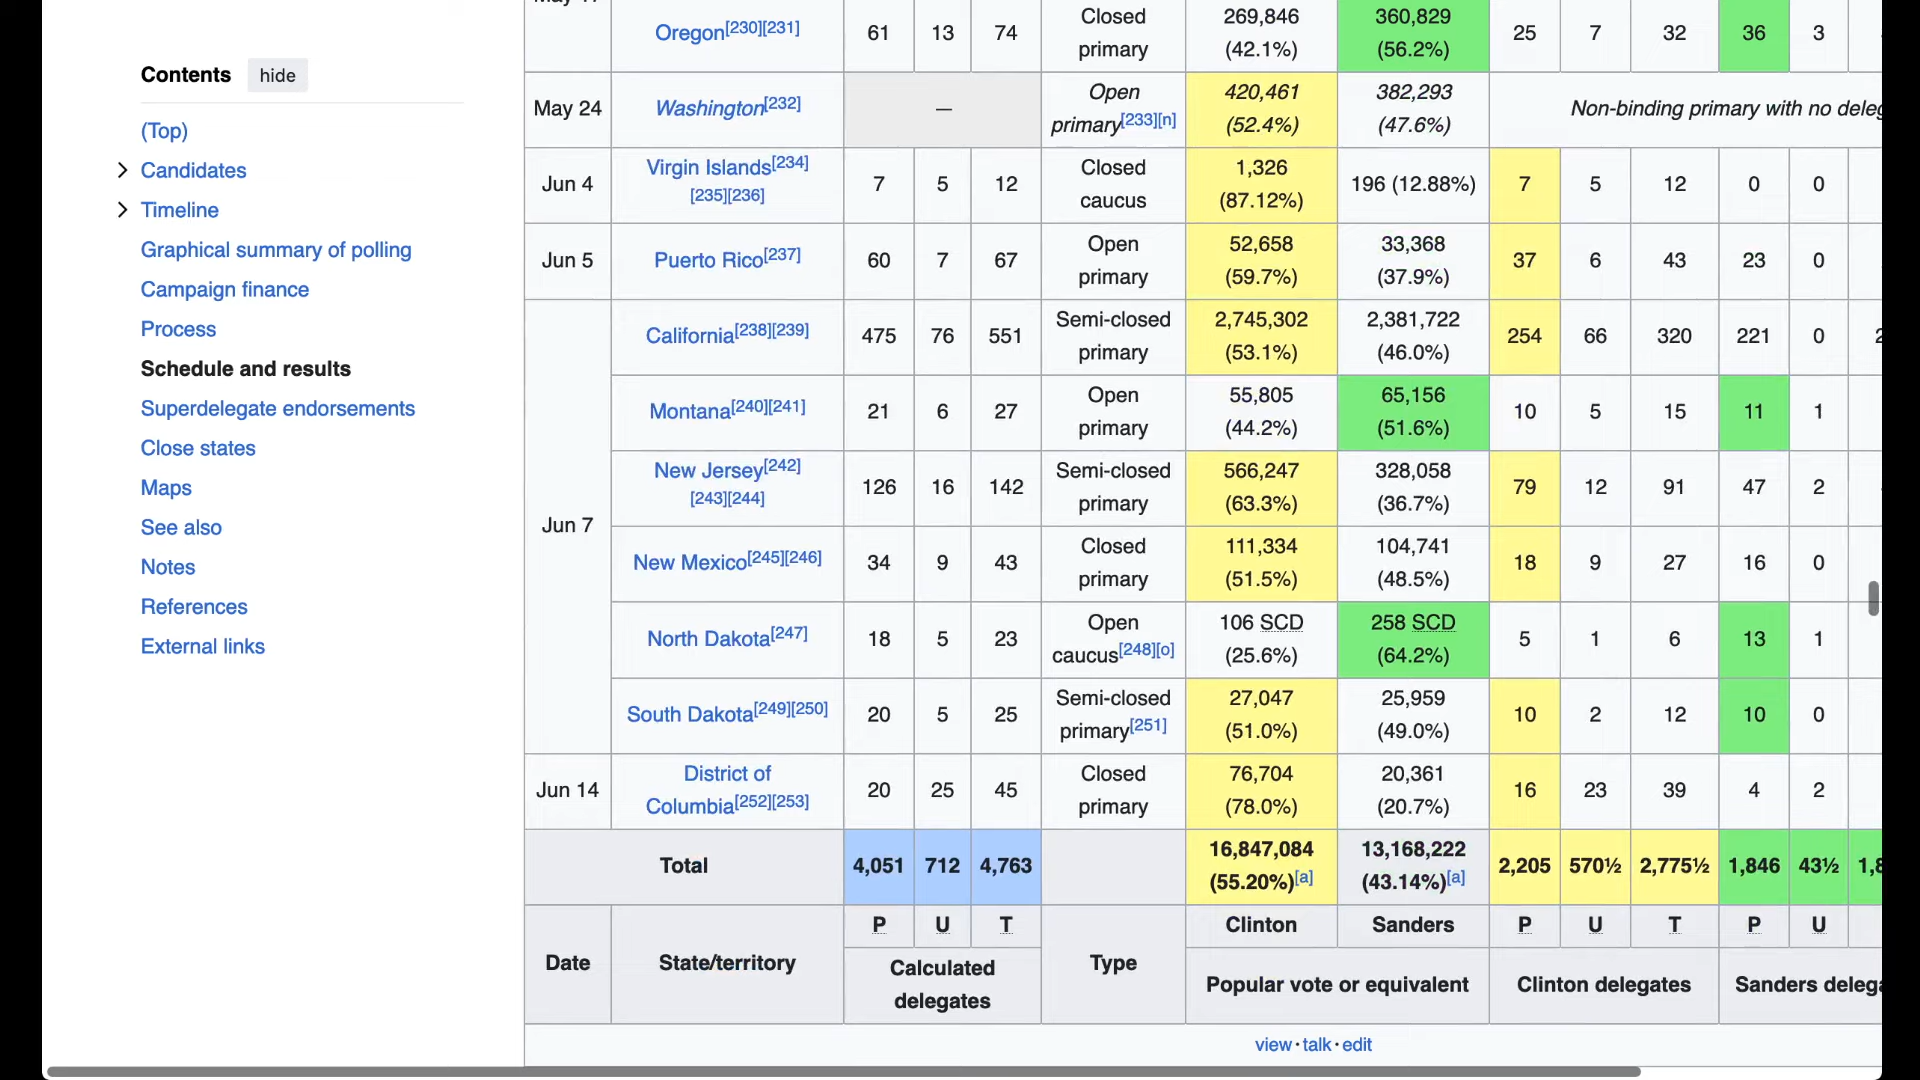 Contents hide
(Top)
Candidates
Timeline
Graphical summary of polling
Campaign finance
Process
Schedule and results
Superdelegate endorsements
Close states
Maps
See also
Notes
References
External links
Oregon[230][231] 61 13 74 Closed primary 269,846 (42.1%) 360,829 (56.2%) 25 7 32 36 3
May 24 Washington[232] — Open primary[233][n] 420,461 (52.4%) 382,293 (47.6%) Non-binding primary with no
Jun 4 Virgin Islands[234][235][236] 7 5 12 Closed caucus 1,326 (87.12%) 196 (12.88%) 7 5 12 0 0
Jun 5 Puerto Rico[237] 60 7 67 Open primary 52,658 (59.7%) 33,368 (37.9%) 37 6 43 23 0
Jun 7 California[238][239] 475 76 551 Semi-closed primary 2,745,302 (53.1%) 2,381,722 (46.0%) 254 66 320 221 0
Montana[240][241] 21 6 27 Open primary 55,805 (44.2%) 65,156 (51.6%) 10 5 15 11 1
New Jersey[242][243][244] 126 16 142 Semi-closed primary 566,247 (63.3%) 328,058 (36.7%) 79 12 91 47 2
New Mexico[245][246] 34 9 43 Closed primary 111,334 (51.5%) 104,741 (48.5%) 18 9 27 16 0
North Dakota[247] 18 5 23 Open caucus[248][o] 106 SCD (25.6%) 258 SCD (64.2%) 5 1 6 13 1
South Dakota[249][250] 20 5 25 Semi-closed primary[251] 27,047 (51.0%) 25,959 (49.0%) 10 2 12 10 0
Jun 14 District of Columbia[252][253] 20 25 45 Closed primary 76,704 (78.0%) 20,361 (20.7%) 16 23 39 4 2
Total 4,051 712 4,763 16,847,084 (55.20%)[a] 13,168,222 (43.14%)[a] 2,205 570½ 2,775½ 1,846 43½
P U T Clinton Sanders P U T P U
Date State/territory Calculated delegates Type Popular vote or equivalent Clinton delegates Sanders
view · talk · edit